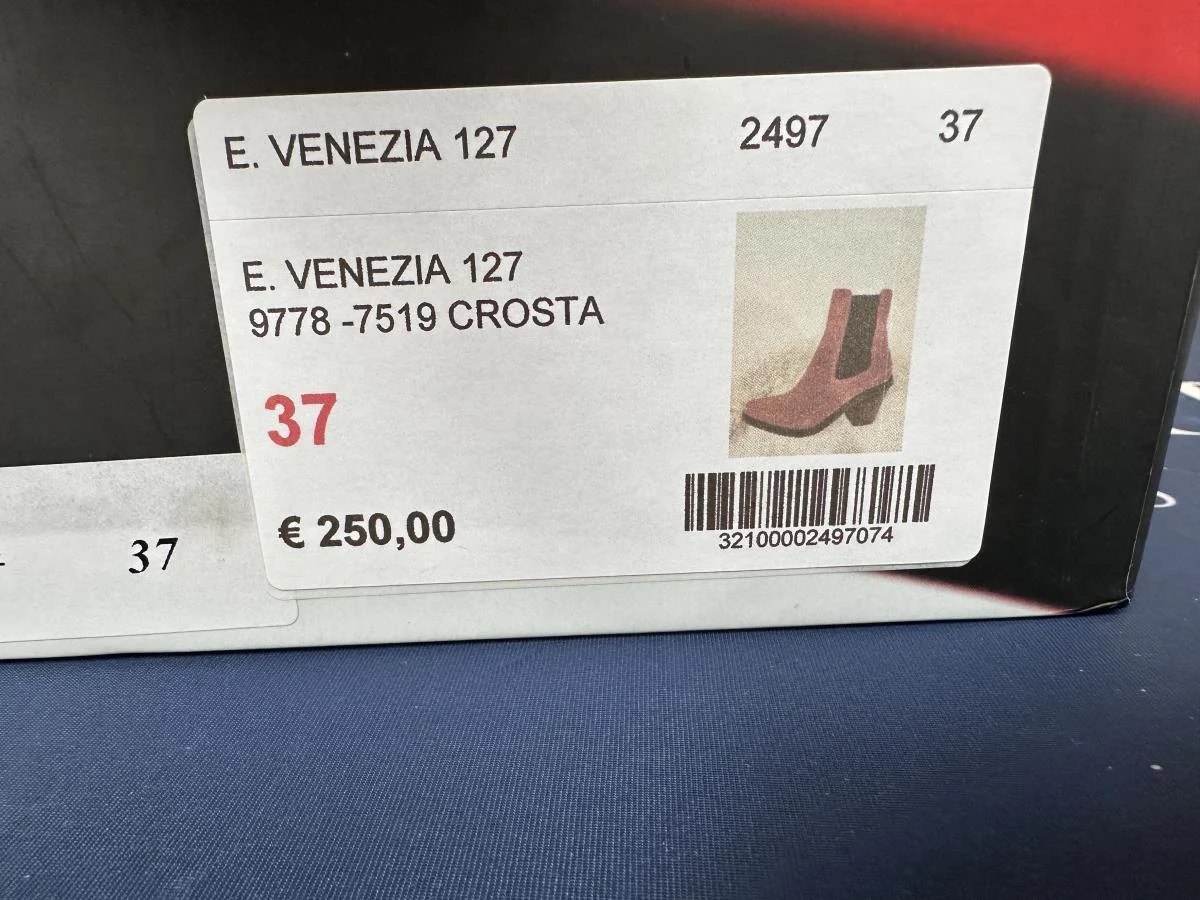 E. VENEZIA 127 2497 37
E. VENEZIA 127
9778 -7519 CROSTA
37
€ 250,00
32100002497074
37